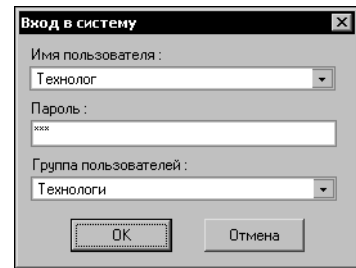 Вход в систему
Имя пользователя :
Технолог
Пароль :
***
Группа пользователей :
Технологи
OK
Отмена